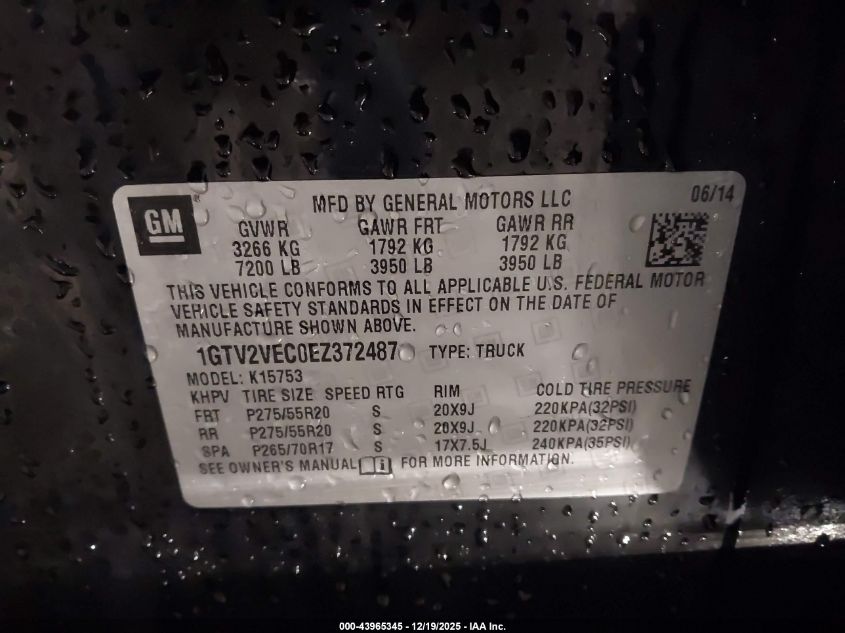 GM®
MFD BY GENERAL MOTORS LLC
06/14
GVWR GAWR FRT GAWR RR
3266 KG 1792 KG 1792 KG
7200 LB 3950 LB 3950 LB
THIS VEHICLE CONFORMS TO ALL APPLICABLE U.S. FEDERAL MOTOR
VEHICLE SAFETY STANDARDS IN EFFECT ON THE DATE OF
MANUFACTURE SHOWN ABOVE.
1GTV2VEC0EZ372487 TYPE: TRUCK
MODEL: K15753
KHPV TIRE SIZE SPEED RTG RIM COLD TIRE PRESSURE
FRT P275/55R20 S 20X9J 220KPA(32PSI)
RR P275/55R20 S 20X9J 220KPA(32PSI)
SPA P265/70R17 S 17X7.5J 240KPA(35PSI)
SEE OWNER'S MANUAL i FOR MORE INFORMATION.
000-43965345 - 12/19/2025 - IAA Inc.